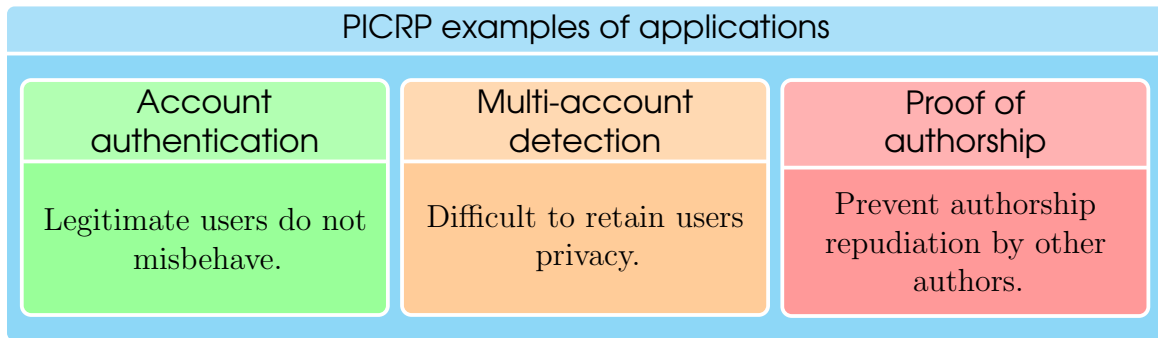 PICRP examples of applications
Account
authentication
Legitimate users do not
misbehave.
Multi-account
detection
Difficult to retain users
privacy.
Proof of
authorship
Prevent authorship
repudiation by other
authors.